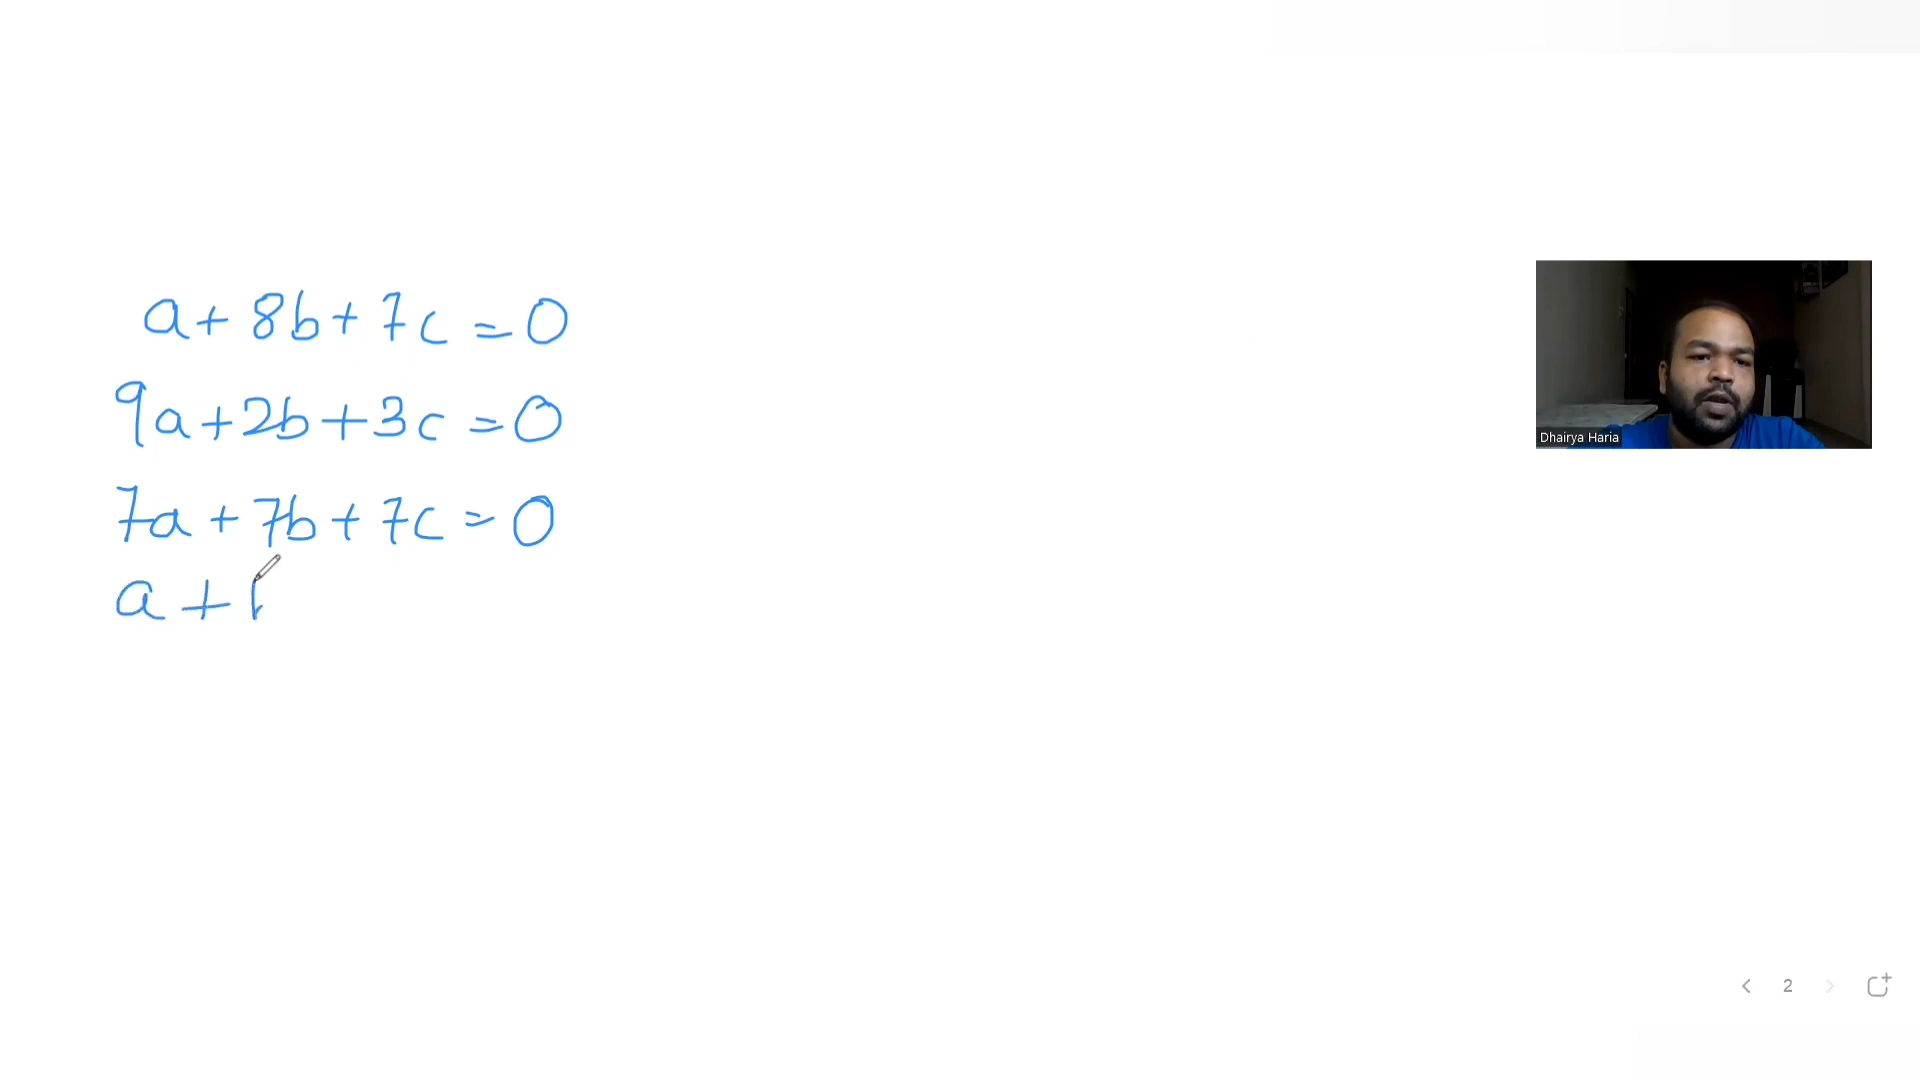 a + 8b + 7c = 0
9a + 2b + 3c = 0
7a + 7b + 7c = 0
a +
Dhairya Haria
2